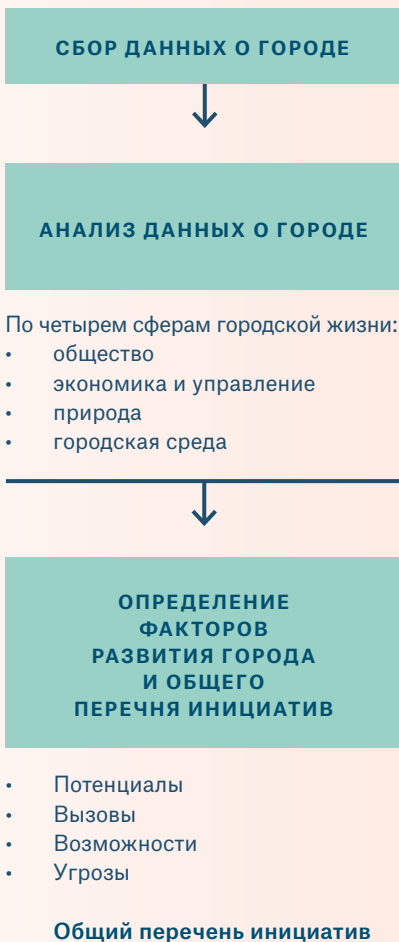 СБОР ДАННЫХ О ГОРОДЕ
АНАЛИЗ ДАННЫХ О ГОРОДЕ
По четырем сферам городской жизни:
• общество
• экономика и управление
• природа
• городская среда
ОПРЕДЕЛЕНИЕ
ФАКТОРОВ
РАЗВИТИЯ ГОРОДА
И ОБЩЕГО
ПЕРЕЧНЯ ИНИЦИАТИВ
• Потенциалы
• Вызовы
• Возможности
• Угрозы
Общий перечень инициатив